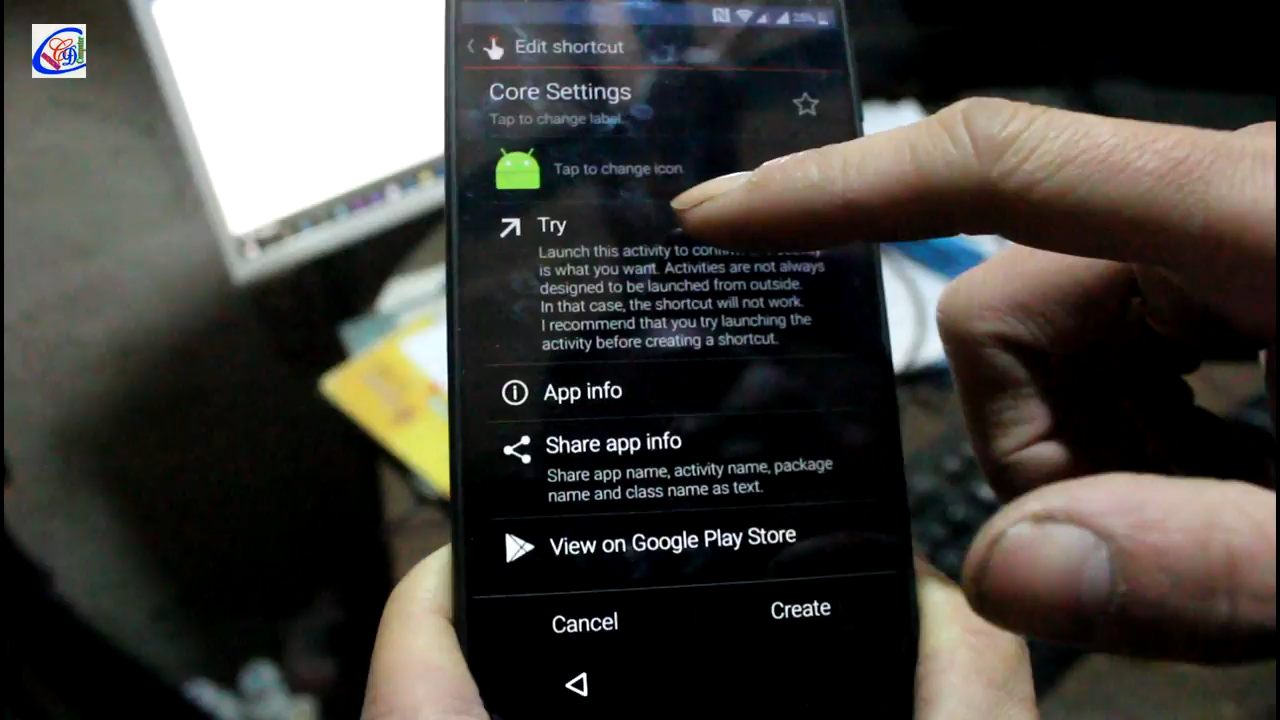 Edit shortcut
Core Settings
Tap to change label.
Tap to change icon.
Try
Launch this activity to
is what you want. Activities are not always
designed to be launched from outside.
In that case, the shortcut will not work.
I recommend that you try launching the
activity before creating a shortcut.
App info
Share app info
Share app name, activity name, package
name and class name as text.
View on Google Play Store
Cancel
Create